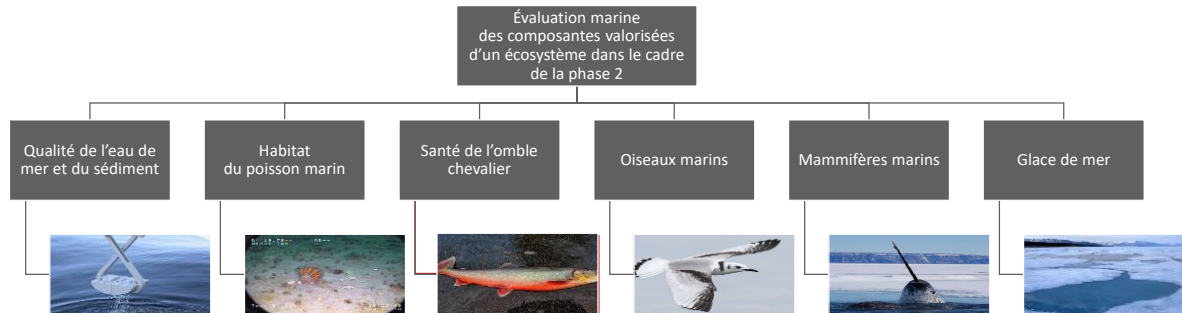 Évaluation marine
des composantes valorisées
d'un écosystème dans le cadre
de la phase 2
Qualité de l'eau de
mer et du sédiment
Habitat
du poisson marin
Santé de l'omble
chevalier
Oiseaux marins
Mammifères marins
Glace de mer